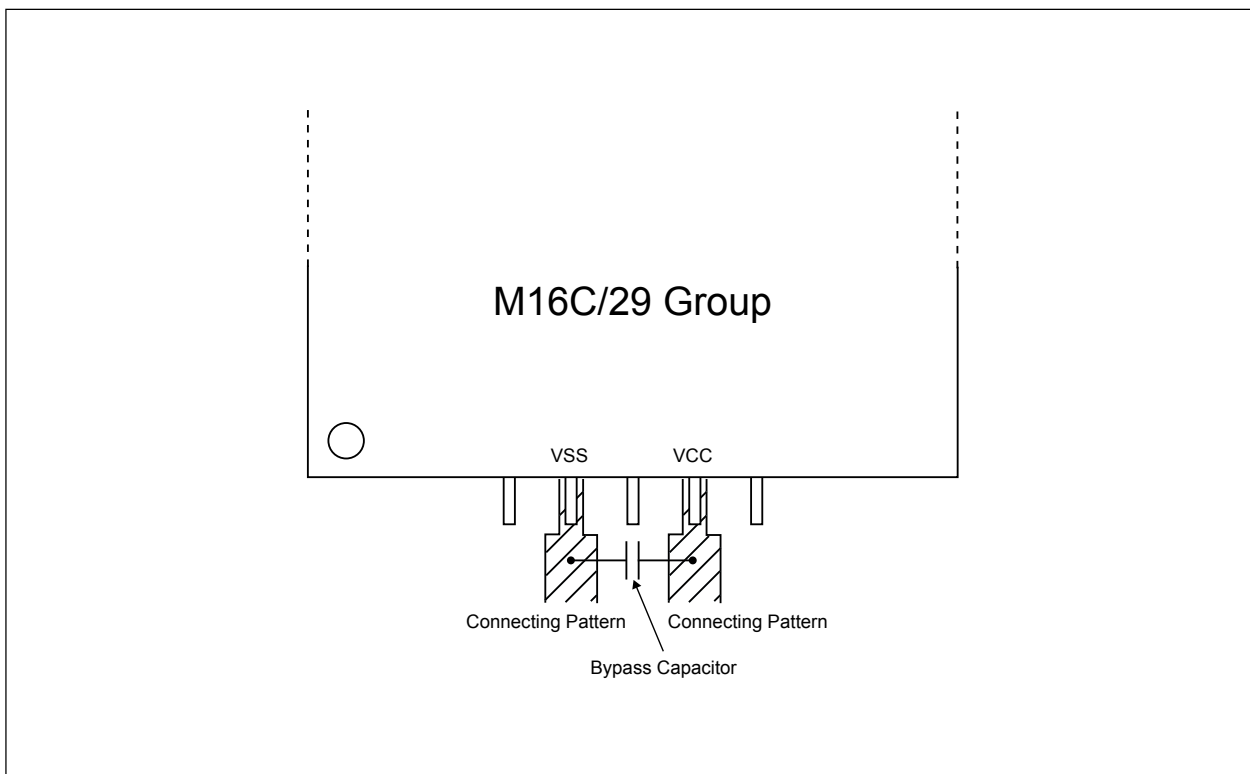 M16C/29 Group
VSS VCC
Connecting Pattern Connecting Pattern
Bypass Capacitor